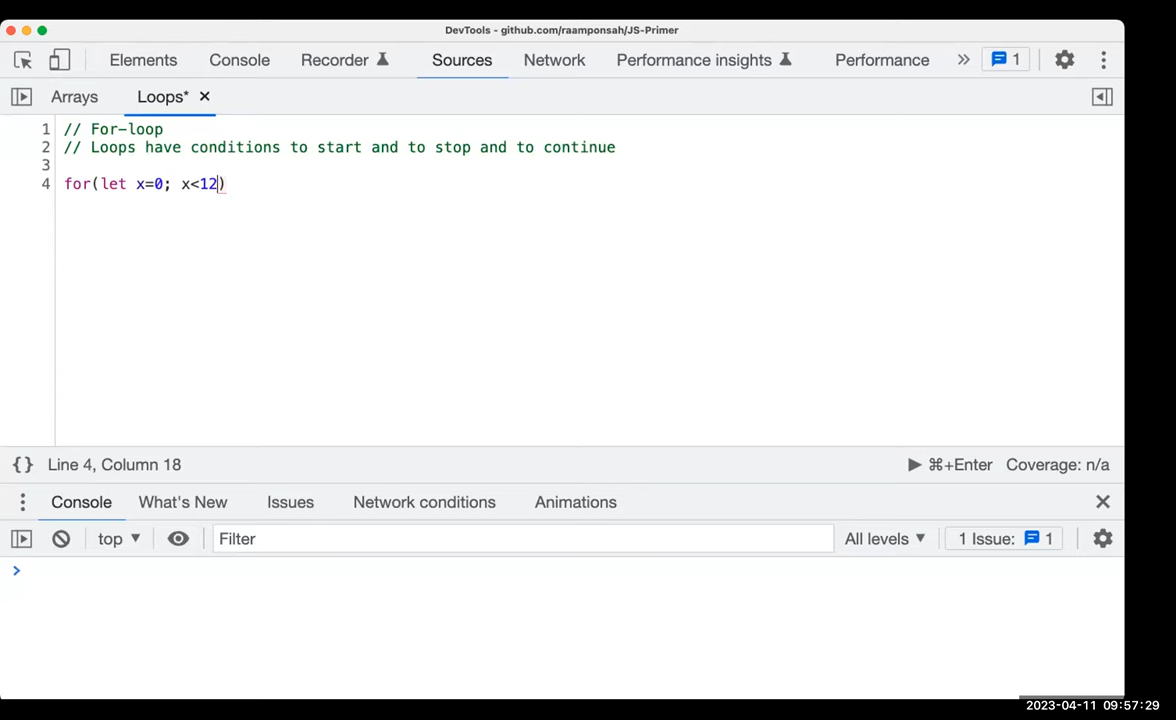 DevTools - github.com/raamponsah/JS-Primer
Elements Console Recorder Sources Network Performance insights Performance » 1
Arrays Loops* ×
1 // For-loop
2 // Loops have conditions to start and to stop and to continue
3
4 for(let x=0; x<12)
{} Line 4, Column 18 ⌘+Enter Coverage: n/a
Console What's New Issues Network conditions Animations
top ▼ Filter All levels ▼ 1 Issue: 1
>
2023-04-11 09:57:29